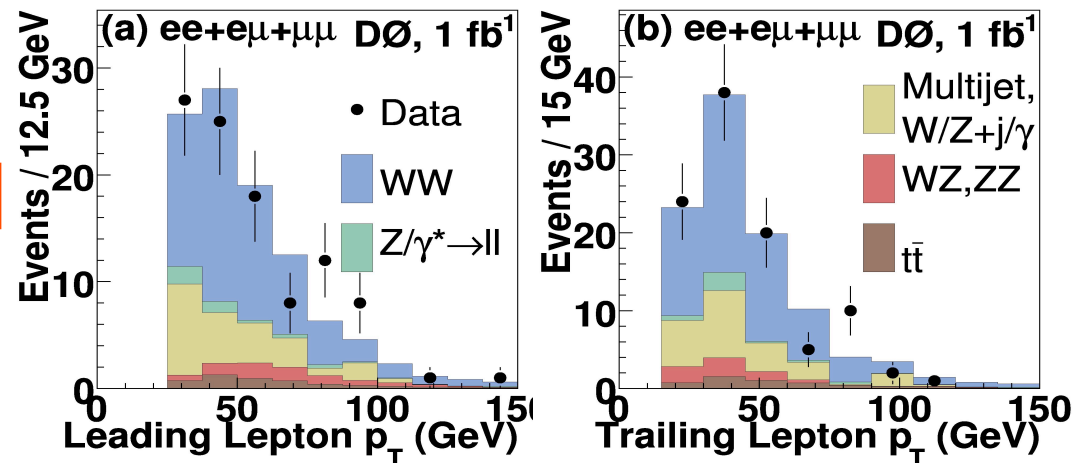 (a) ee+eμ+μμ DØ, 1 fb⁻¹
Events / 12.5 GeV
30
20
10
0
Data
WW
Z/γ*→ll
0 50 100 150
Leading Lepton p_T (GeV)
(b) ee+eμ+μμ DØ, 1 fb⁻¹
Events / 15 GeV
40
30
20
10
0
Multijet,
W/Z+j/γ
WZ,ZZ
tt̄
0 50 100 150
Trailing Lepton p_T (GeV)